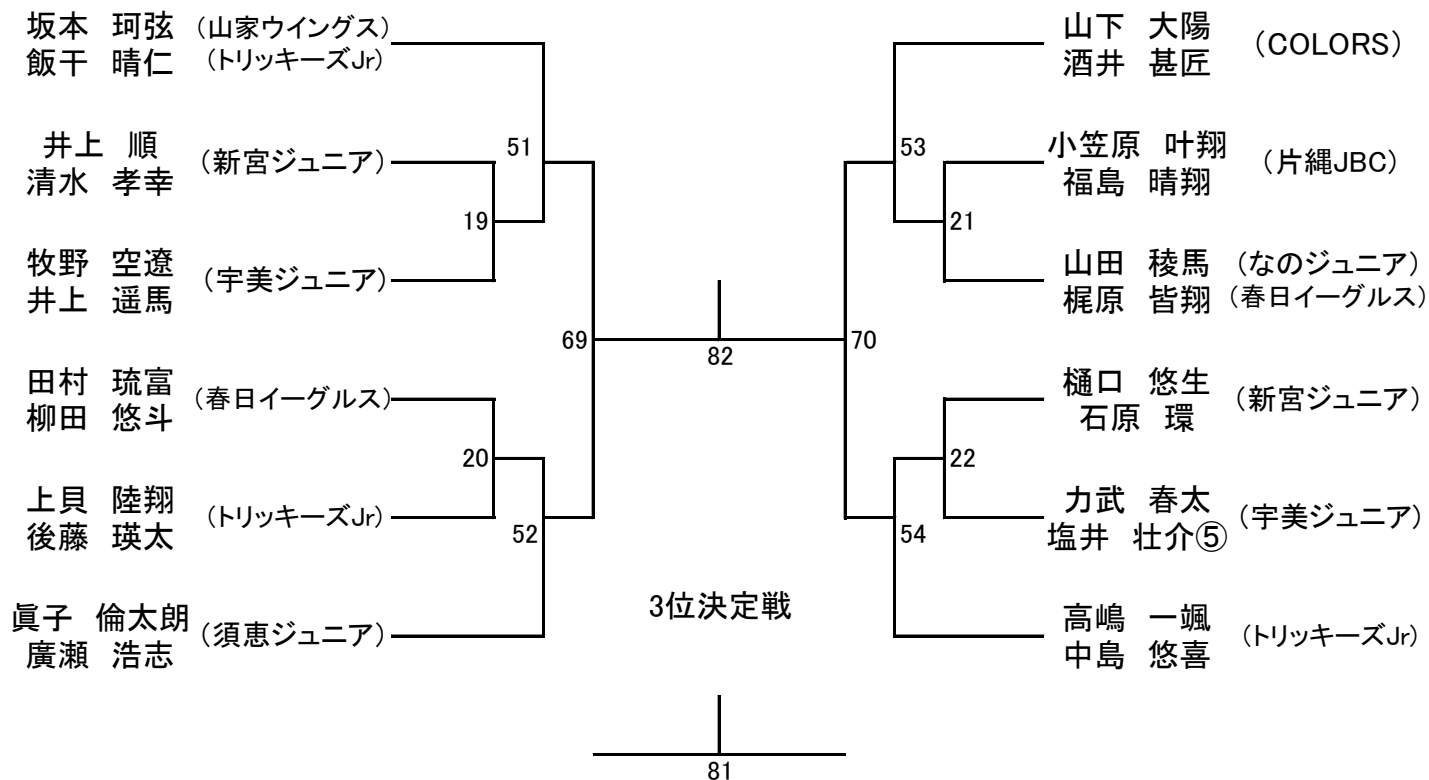 坂本 珂弦 (山家ウイングス)
飯干 晴仁 (トリッキーズJr)
井上 順
清水 孝幸
(新宮ジュニア)
牧野 空遼
井上 遥馬
(宇美ジュニア)
田村 琉富
柳田 悠斗
(春日イーグルス)
上貝 陸翔
後藤 瑛太
(トリッキーズJr)
眞子 倫太朗
廣瀬 浩志
(須恵ジュニア)
51
19
20
52
69
82
70
53
21
22
54
3位決定戦
81
山下 大陽
酒井 甚匠
(COLORS)
小笠原 叶翔
福島 晴翔
(片縄JBC)
山田 稜馬 (なのジュニア)
梶原 皆翔 (春日イーグルス)
樋口 悠生
石原 環
(新宮ジュニア)
力武 春太
塩井 壮介⑤
(宇美ジュニア)
高嶋 一颯
中島 悠喜
(トリッキーズJr)